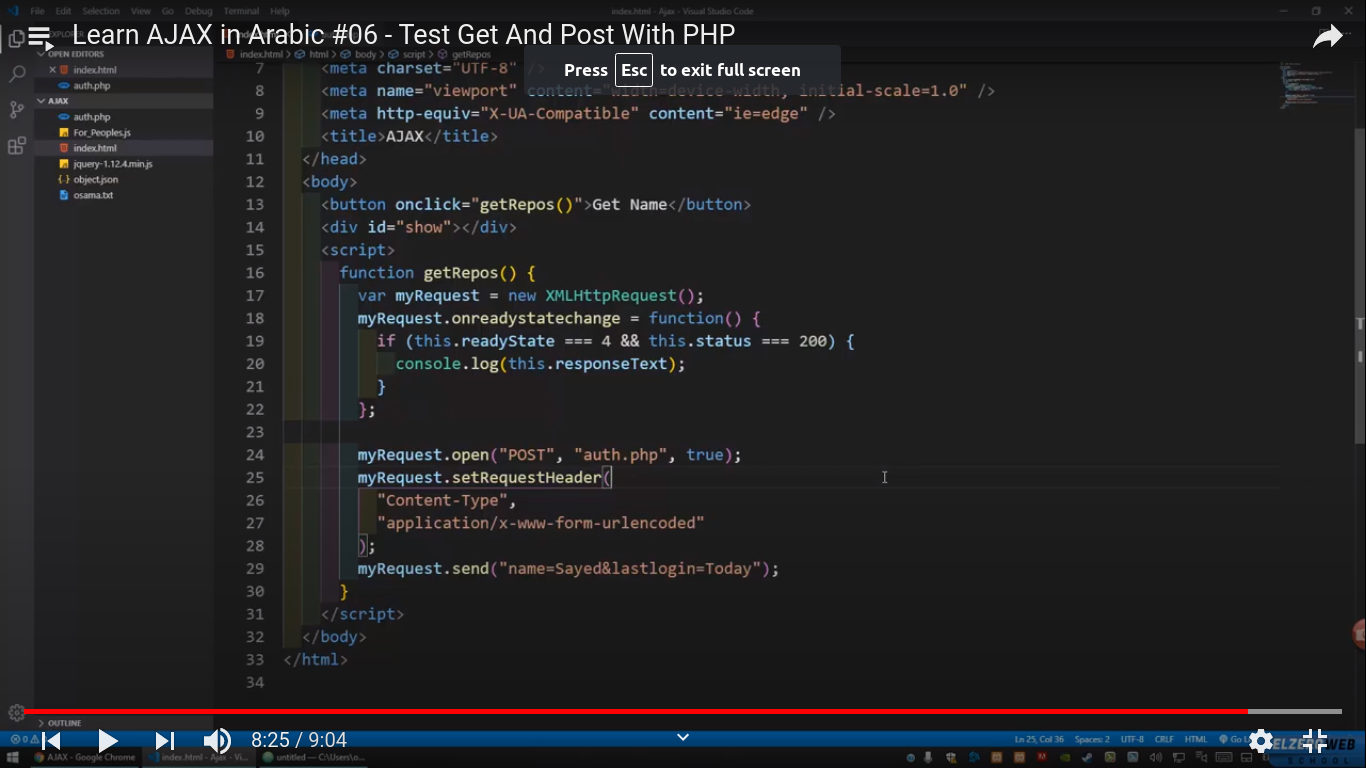 File Edit Selection View Go Debug Terminal Help
index.html - Ajax - Visual Studio Code
Learn AJAX in Arabic #06 - Test Get And Post With PHP
Press Esc to exit full screen
OPEN EDITORS
index.html
auth.php
AJAX
auth.php
For_Peoples.js
index.html
jquery-1.12.4.min.js
object.json
osama.txt
index.html > html > body > script > getRepos
7 <meta charset="UTF-8" />
8 <meta name="viewport" content="width=device-width, initial-scale=1.0" />
9 <meta http-equiv="X-UA-Compatible" content="ie=edge" />
10 <title>AJAX</title>
11 </head>
12 <body>
13 <button onclick="getRepos()">Get Name</button>
14 <div id="show"></div>
15 <script>
16 function getRepos() {
17 var myRequest = new XMLHttpRequest();
18 myRequest.onreadystatechange = function() {
19 if (this.readyState === 4 && this.status === 200) {
20 console.log(this.responseText);
21 }
22 };
23
24 myRequest.open("POST", "auth.php", true);
25 myRequest.setRequestHeader(
26 "Content-Type",
27 "application/x-www-form-urlencoded"
28 );
29 myRequest.send("name=Sayed&lastlogin=Today");
30 }
31 </script>
32 </body>
33 </html>
34
OUTLINE
8:25 / 9:04
Ln 25, Col 36 Spaces: 2 UTF-8 CRLF HTML
AJAX - Google Chrome
index.html - Ajax - Vi...
untitled — C:\Users\o...
ELZERO WEB
SCHOOL